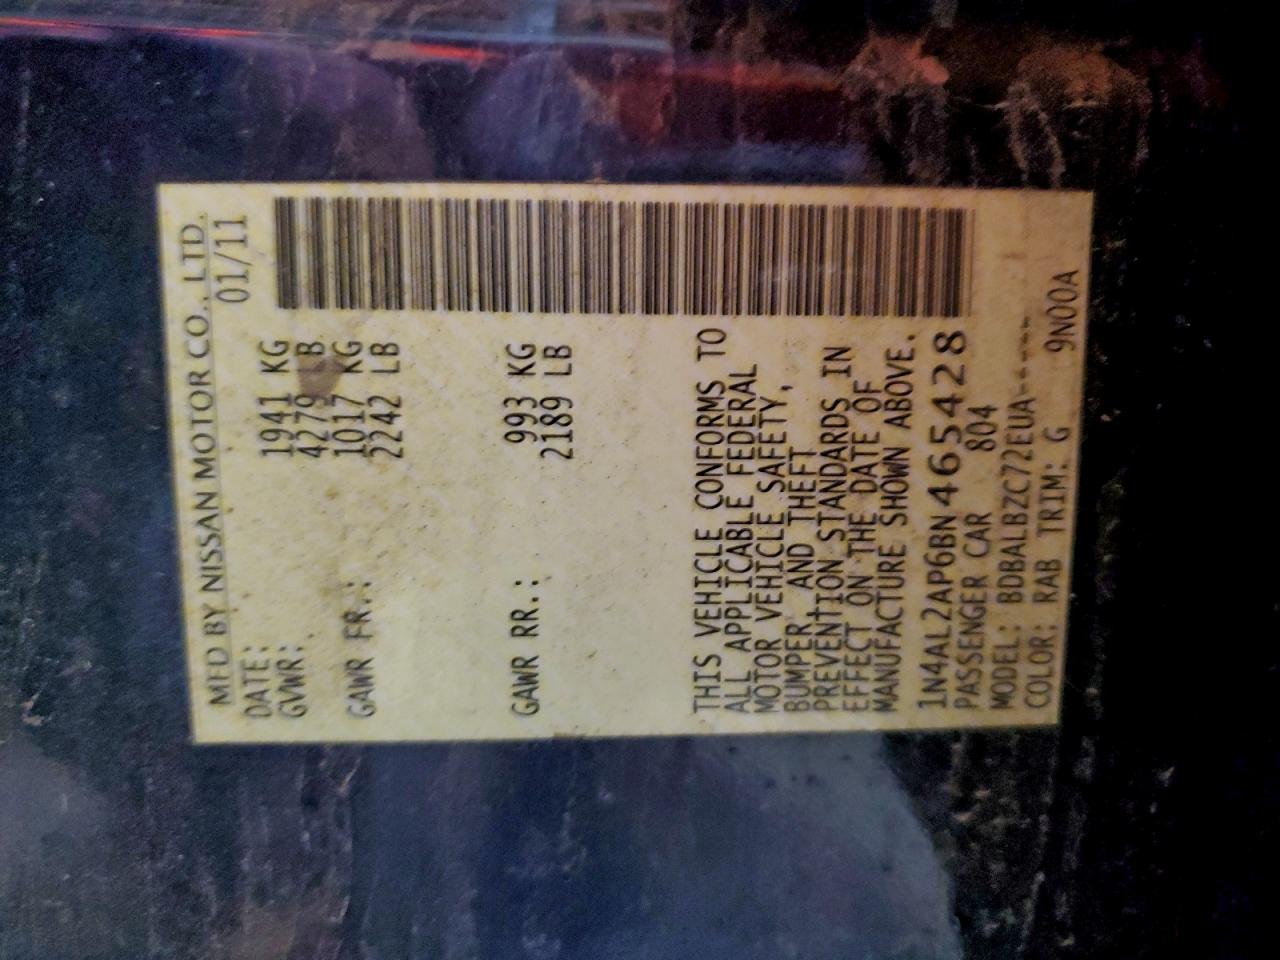 MFD BY NISSAN MOTOR CO., LTD.
DATE: 01/11
GVWR: 1941 KG
4279 LB
GAWR FR.: 1017 KG
2242 LB
GAWR RR.: 993 KG
2189 LB
THIS VEHICLE CONFORMS TO
ALL APPLICABLE FEDERAL
MOTOR VEHICLE SAFETY,
BUMPER AND THEFT
PREVENTION STANDARDS IN
EFFECT ON THE DATE OF
MANUFACTURE SHOWN ABOVE.
1N4AL2AP6BN465428
PASSENGER CAR 804
MODEL: BDBALBZC72EUA-----
COLOR: RAB TRIM: G 9N00A